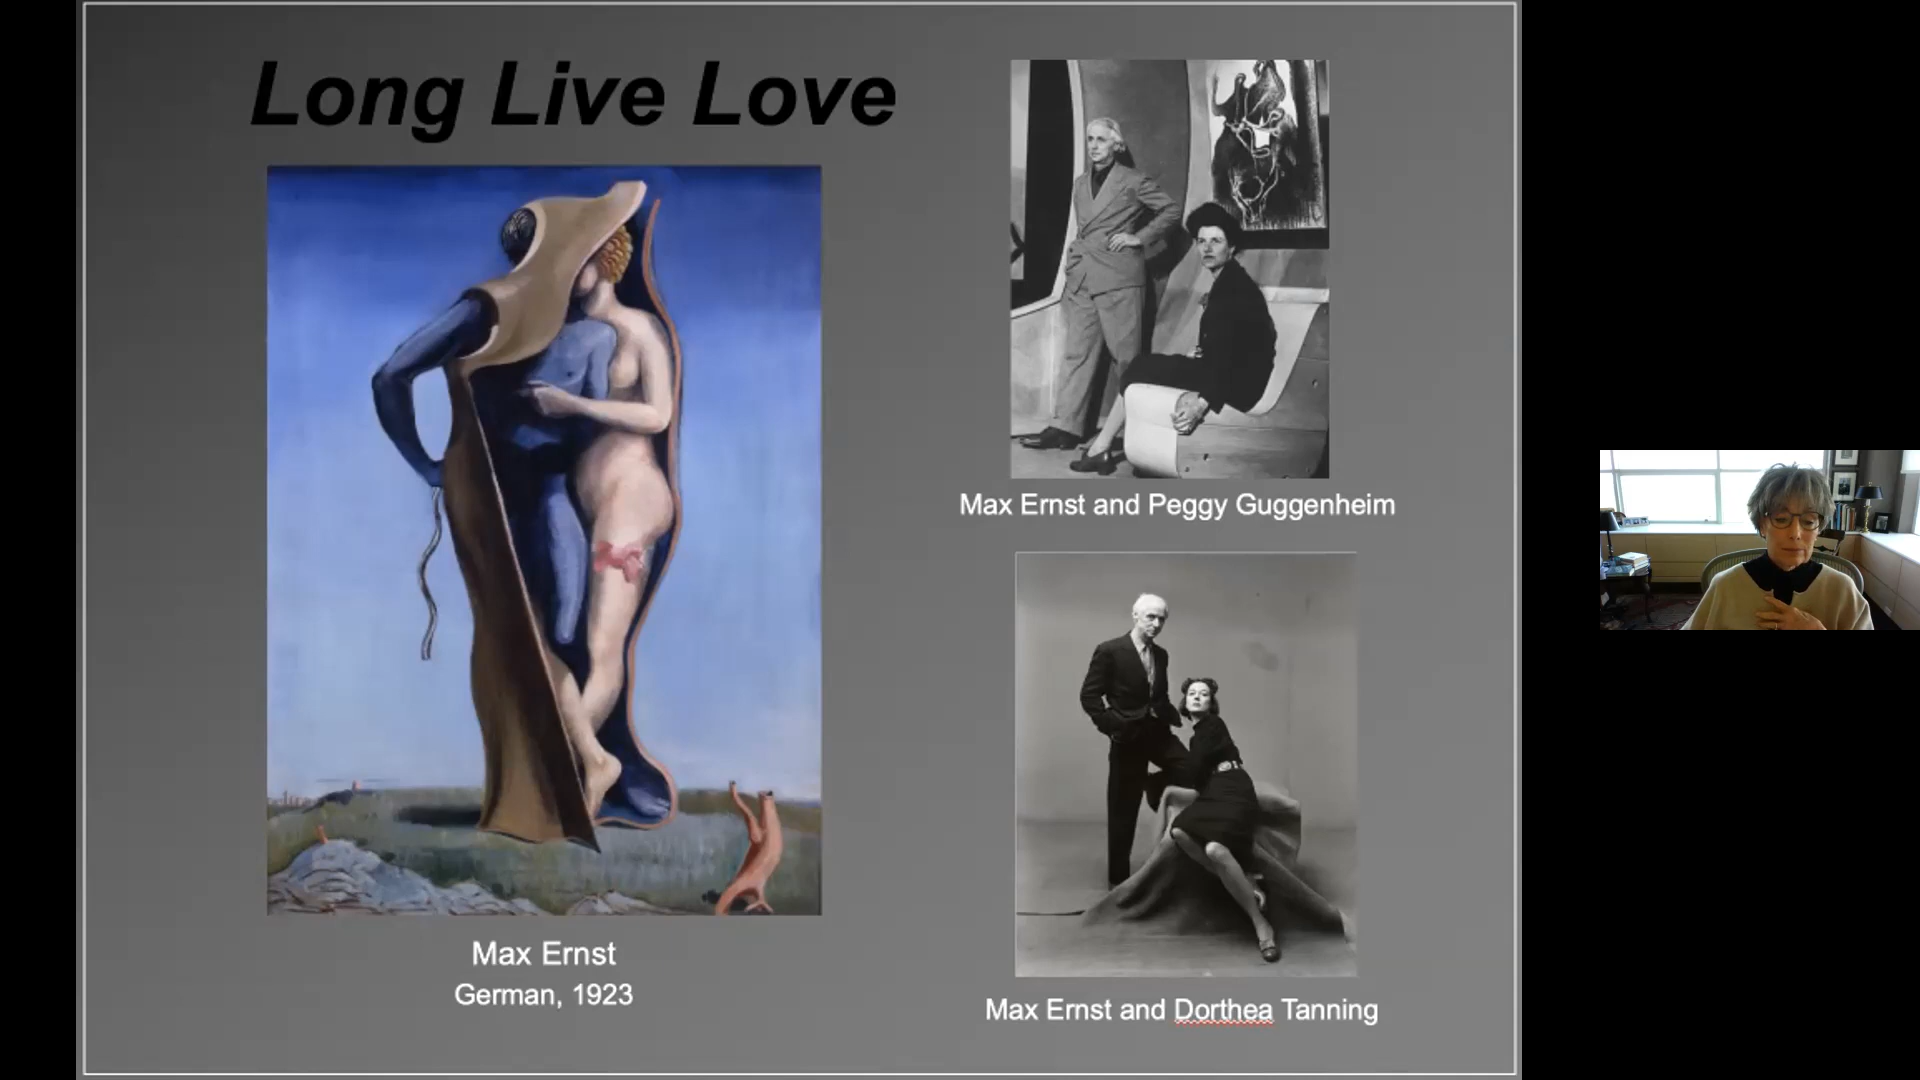 Long Live Love
Max Ernst and Peggy Guggenheim
Max Ernst
German, 1923
Max Ernst and Dorthea Tanning